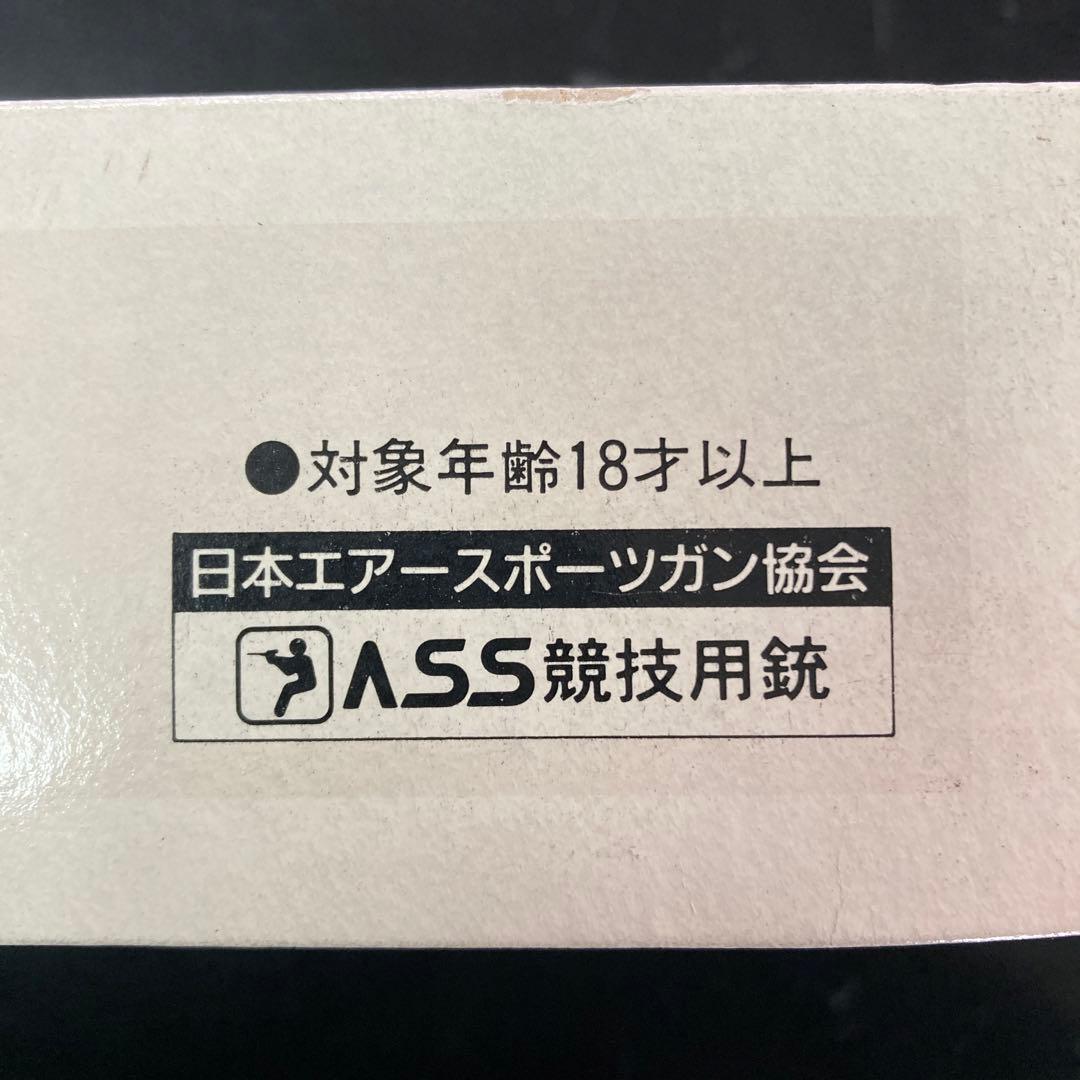 ●対象年齢18才以上
日本エアースポーツガン協会
ASS競技用銃